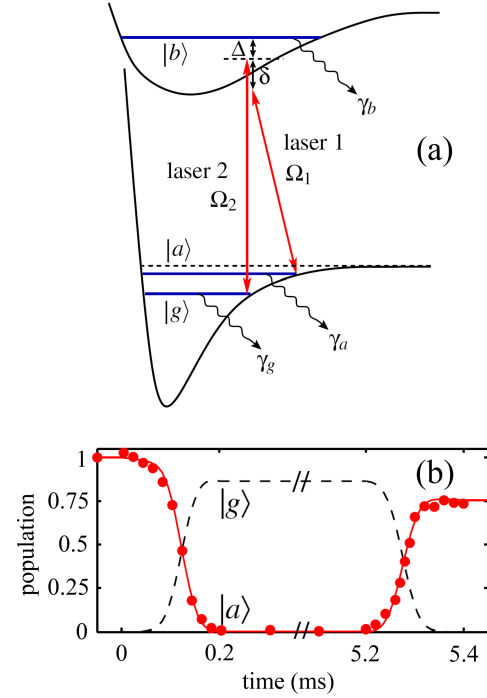 |b⟩
Δ
δ
γb
(a)
laser 1
Ω1
laser 2
Ω2
|a⟩
|g⟩
γa
γg
(b)
1
0.75
0.5
0.25
0
population
|g⟩
//
|a⟩
//
0
0.2
5.2
5.4
time (ms)